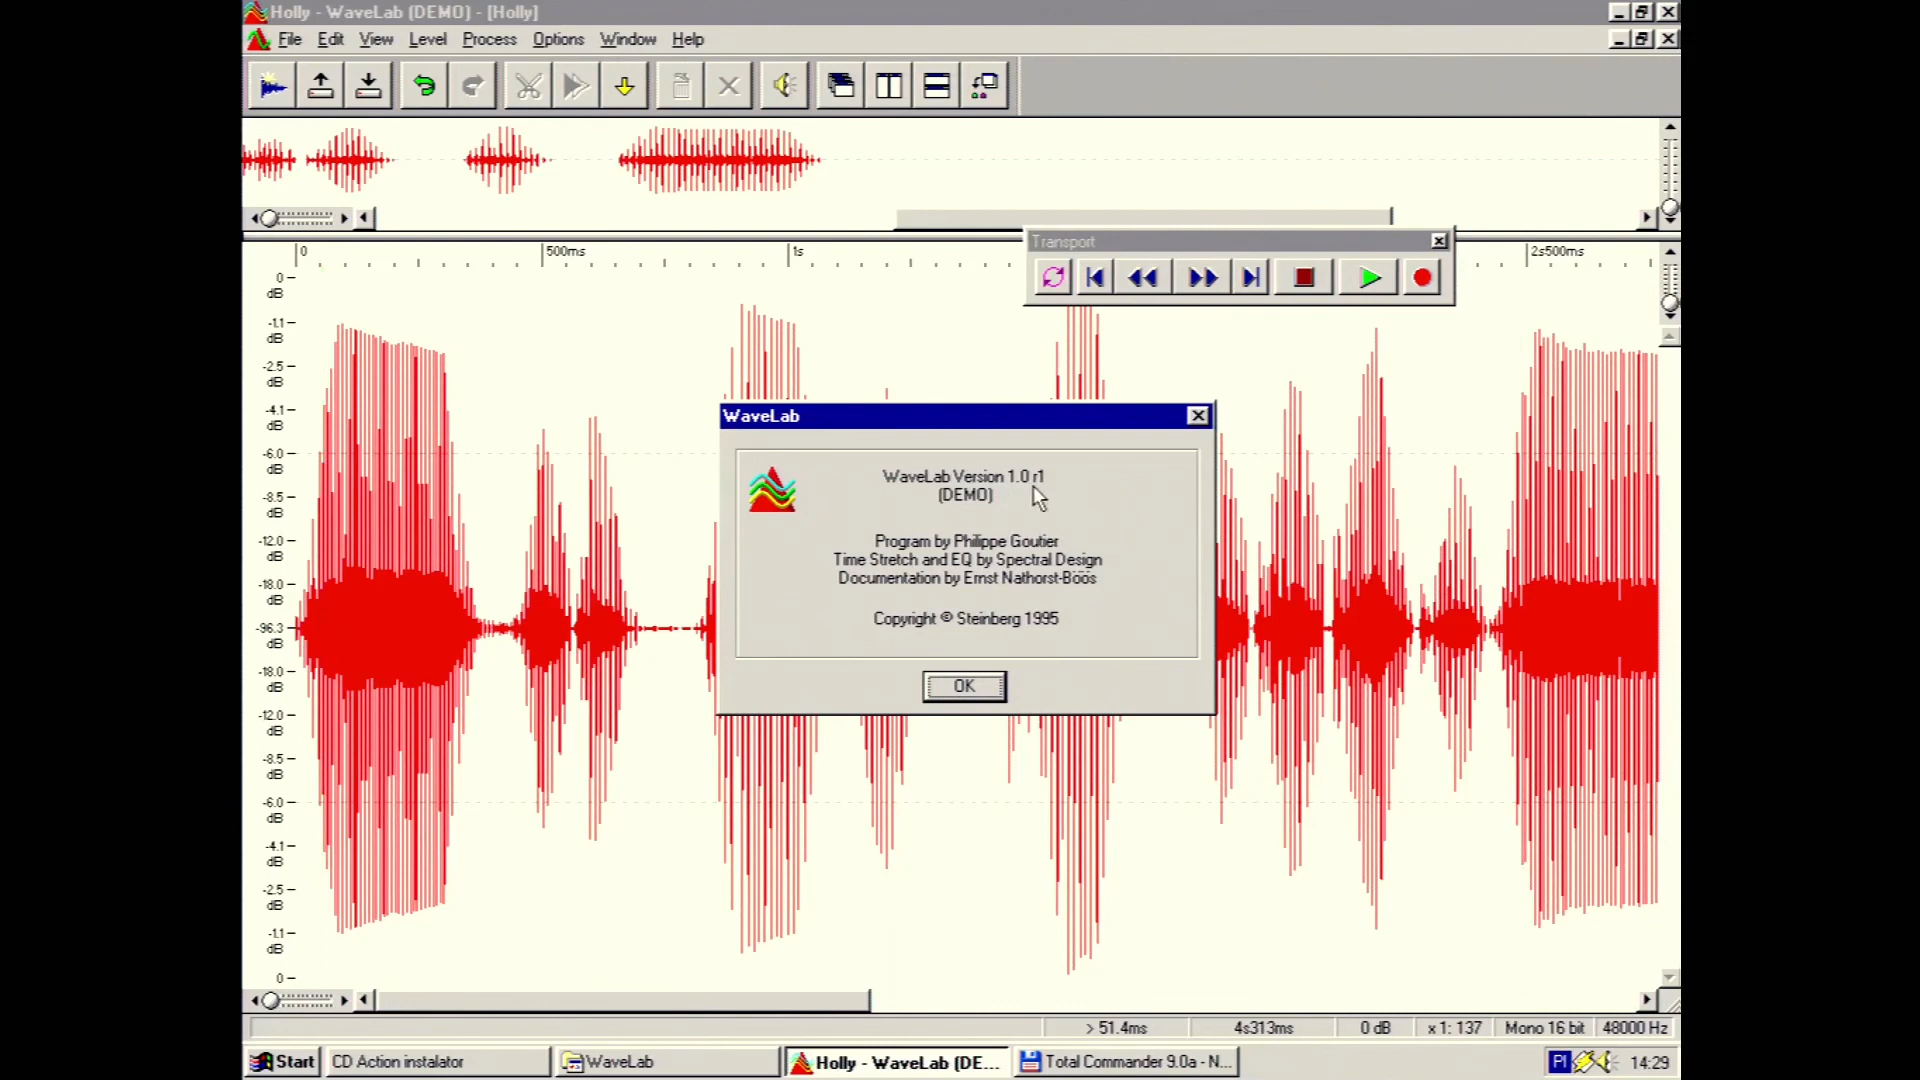 Holly - WaveLab (DEMO) - [Holly]
File Edit View Level Process Options Window Help
Transport
0 500ms 1s 2s500ms
0
dB
-1.1
dB
-2.5
dB
-4.1
dB
-6.0
dB
-8.5
dB
-12.0
dB
-18.0
dB
-96.3
dB
-18.0
dB
-12.0
dB
-8.5
dB
-6.0
dB
-4.1
dB
-2.5
dB
-1.1
dB
0
WaveLab
WaveLab Version 1.0 r1
(DEMO)
Program by Philippe Goutier
Time Stretch and EQ by Spectral Design
Documentation by Ernst Nathorst-Böös
Copyright © Steinberg 1995
OK
> 51.4ms 4s313ms 0 dB x 1: 137 Mono 16 bit 48000 Hz
Start CD Action instalator WaveLab Holly - WaveLab (DE... Total Commander 9.0a - N... Pl 14:29